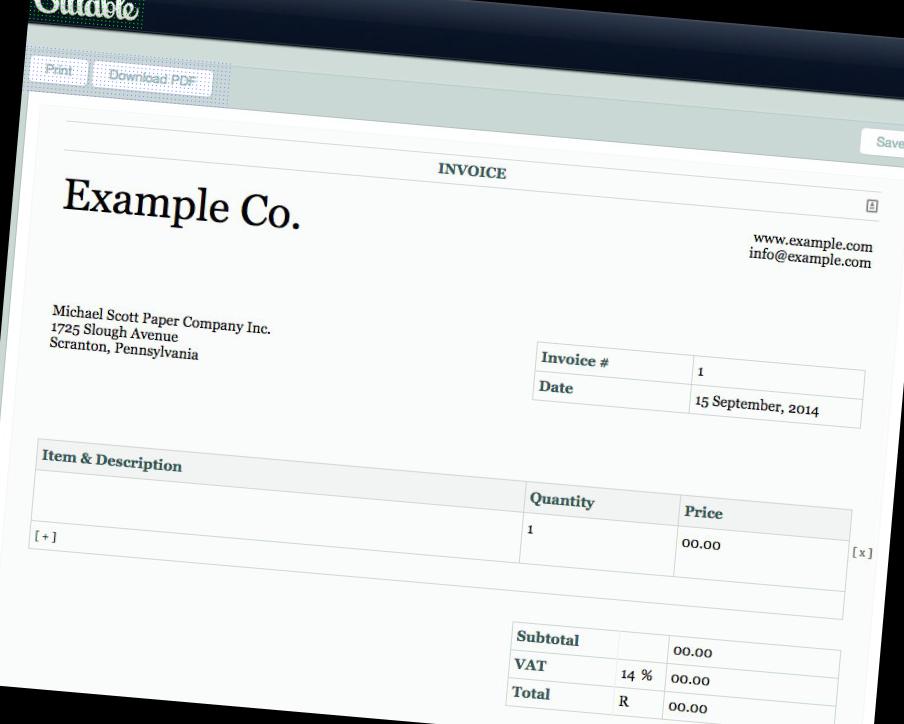 Print Download PDF
Save
INVOICE
Example Co.
www.example.com
info@example.com
Michael Scott Paper Company Inc.
1725 Slough Avenue
Scranton, Pennsylvania
Invoice # 1
Date 15 September, 2014
Item & Description Quantity Price
1 00.00 [ x ]
[ + ]
Subtotal 00.00
VAT 14 % 00.00
Total R 00.00